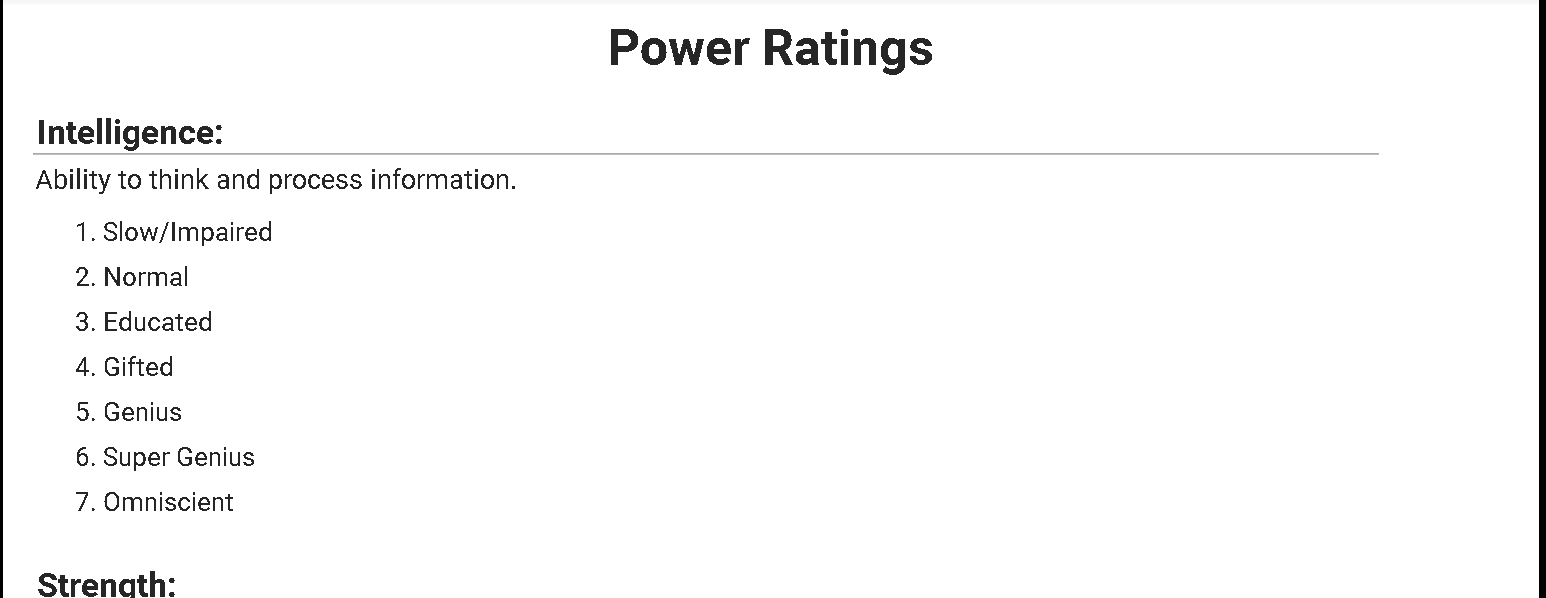 Power Ratings
Intelligence:
Ability to think and process information.
1. Slow/Impaired
2. Normal
3. Educated
4. Gifted
5. Genius
6. Super Genius
7. Omniscient
Strength: